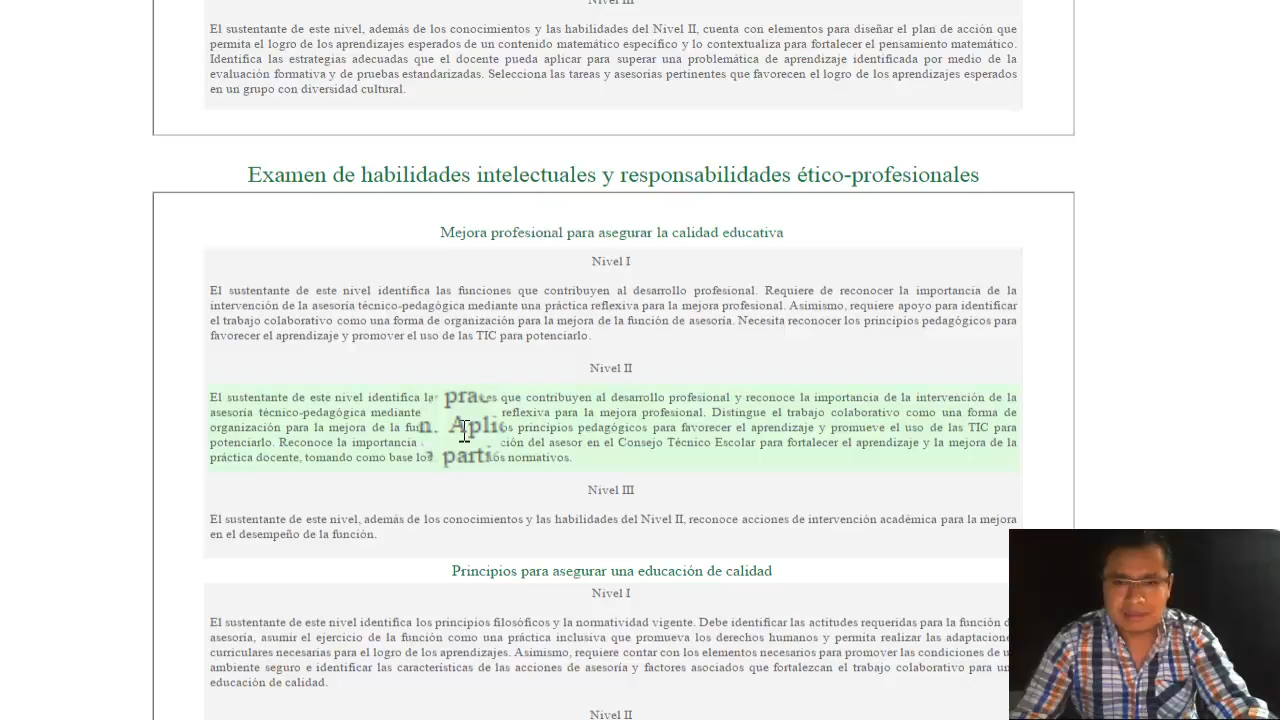 Nivel III
El sustentante de este nivel, además de los conocimientos y las habilidades del Nivel II, cuenta con elementos para diseñar el plan de acción que
permita el logro de los aprendizajes esperados de un contenido matemático específico y lo contextualiza para fortalecer el pensamiento matemático.
Identifica las estrategias adecuadas que el docente pueda aplicar para superar una problemática de aprendizaje identificada por medio de la
evaluación formativa y de pruebas estandarizadas. Selecciona las tareas y asesorías pertinentes que favorecen el logro de los aprendizajes esperados
en un grupo con diversidad cultural.
Examen de habilidades intelectuales y responsabilidades ético-profesionales
Mejora profesional para asegurar la calidad educativa
Nivel I
El sustentante de este nivel identifica las funciones que contribuyen al desarrollo profesional. Requiere de reconocer la importancia de la
intervención de la asesoría técnico-pedagógica mediante una práctica reflexiva para la mejora profesional. Asimismo, requiere apoyo para identificar
el trabajo colaborativo como una forma de organización para la mejora de la función de asesoría. Necesita reconocer los principios pedagógicos para
favorecer el aprendizaje y promover el uso de las TIC para potenciarlo.
Nivel II
El sustentante de este nivel identifica que contribuyen al desarrollo profesional y reconoce la importancia de la intervención de la
asesoría técnico-pedagógica mediante reflexiva para la mejora profesional. Distingue el trabajo colaborativo como una forma de
organización para la mejora de la principios pedagógicos para favorecer el aprendizaje y promueve el uso de las TIC para
potenciarlo. Reconoce la importancia del asesor en el Consejo Técnico Escolar para fortalecer el aprendizaje y la mejora de la
práctica docente, tomando como base normativos.
Nivel III
El sustentante de este nivel, además de los conocimientos y las habilidades del Nivel II, reconoce acciones de intervención académica para la mejora
en el desempeño de la función.
Principios para asegurar una educación de calidad
Nivel I
El sustentante de este nivel identifica los principios filosóficos y la normatividad vigente. Debe identificar las actitudes requeridas para la función
asesoría, asumir el ejercicio de la función como una práctica inclusiva que promueva los derechos humanos y permita realizar las
curriculares necesarias para el logro de los aprendizajes. Asimismo, requiere contar con los elementos necesarios para promover las condiciones de
ambiente seguro e identificar las características de las acciones de asesoría y factores asociados que fortalezcan el trabajo colaborativo para
educación de calidad.
Nivel II